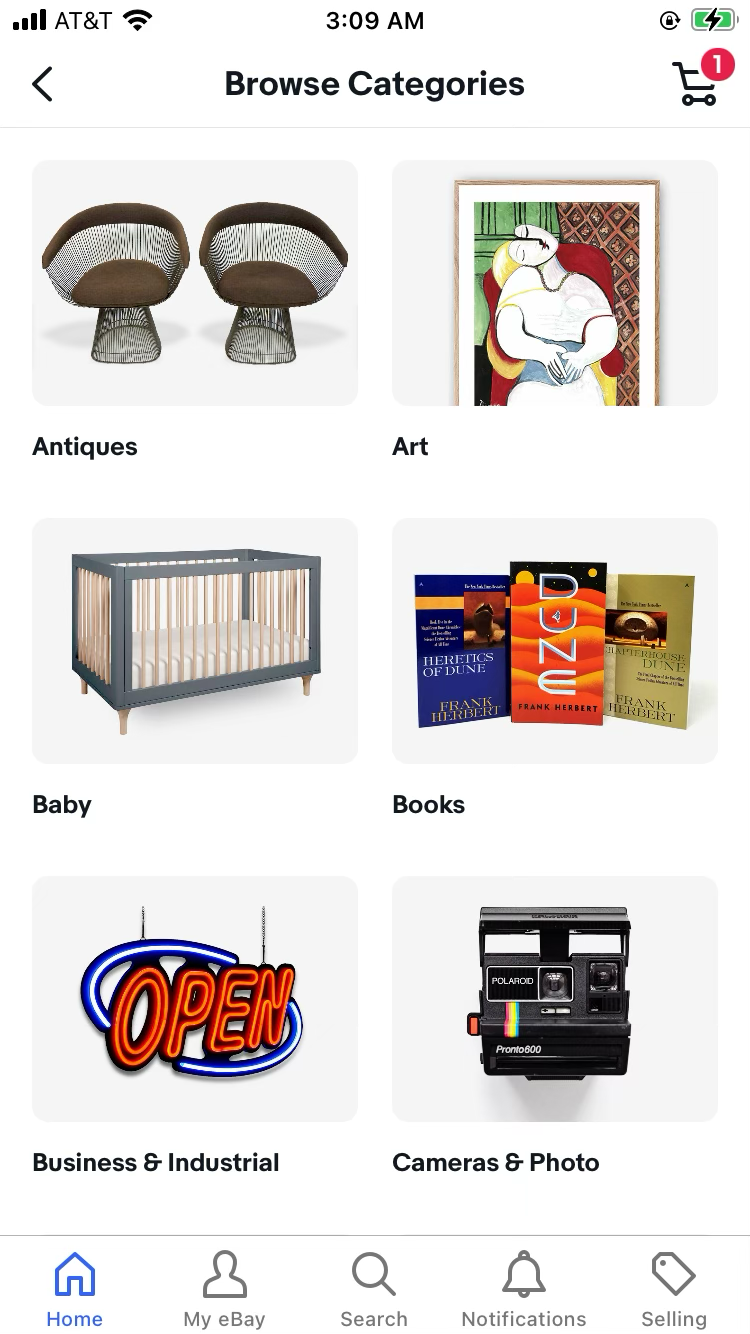 AT&T
3:09 AM
Browse Categories
1
Antiques
Art
HERETICS
OF DUNE
FRANK
HERBERT
DUNE
FRANK HERBERT
CHAPTERHOUSE
DUNE
FRANK
HERBERT
Baby
Books
OPEN
POLAROID
Pronto600
Business & Industrial
Cameras & Photo
Home
My eBay
Search
Notifications
Selling